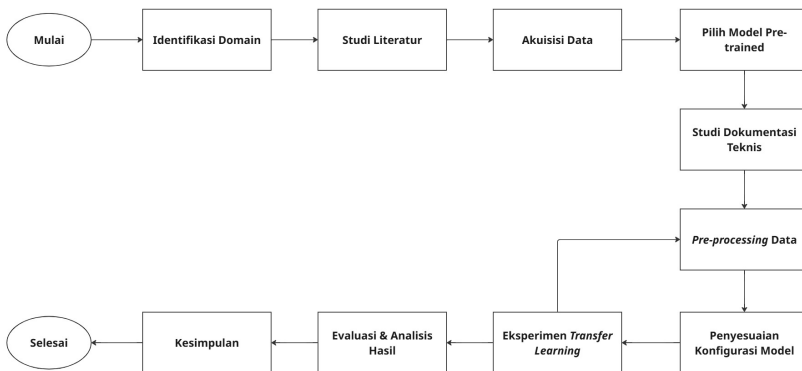 Mulai
Identifikasi Domain
Studi Literatur
Akuisisi Data
Pilih Model Pre-
trained
Studi Dokumentasi
Teknis
Pre-processing Data
Penyesuaian
Konfigurasi Model
Eksperimen Transfer
Learning
Evaluasi & Analisis
Hasil
Kesimpulan
Selesai